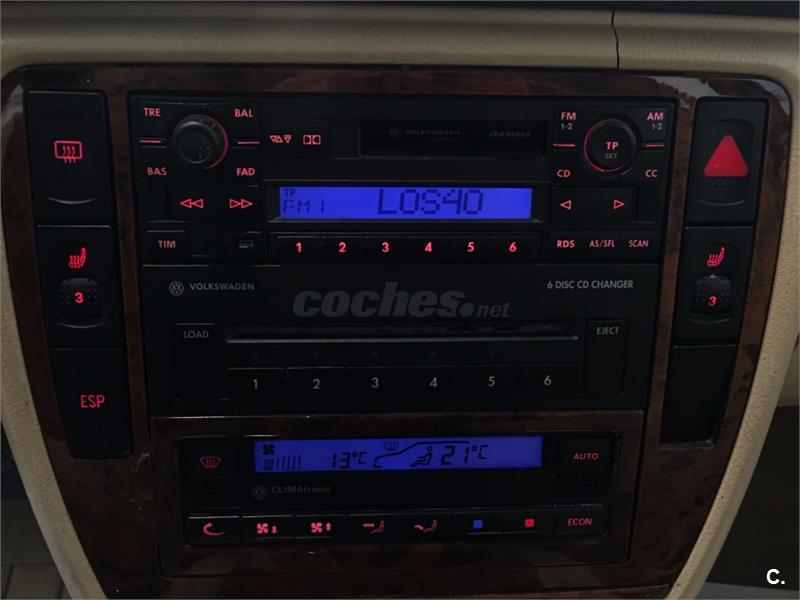 TRE BAL
BAS FAD
VOLKSWAGEN GAMMA
FM AM
1-2 1-2
TP
SET
CD CC
TP
FM1 LOS40
TIM 1 2 3 4 5 6 RDS AS/SFL SCAN
3 3
VOLKSWAGEN 6 DISC CD CHANGER
coches.net
LOAD EJECT
1 2 3 4 5 6
ESP
13°C 21°C
AUTO
CLIMAtronic
ECON
C.